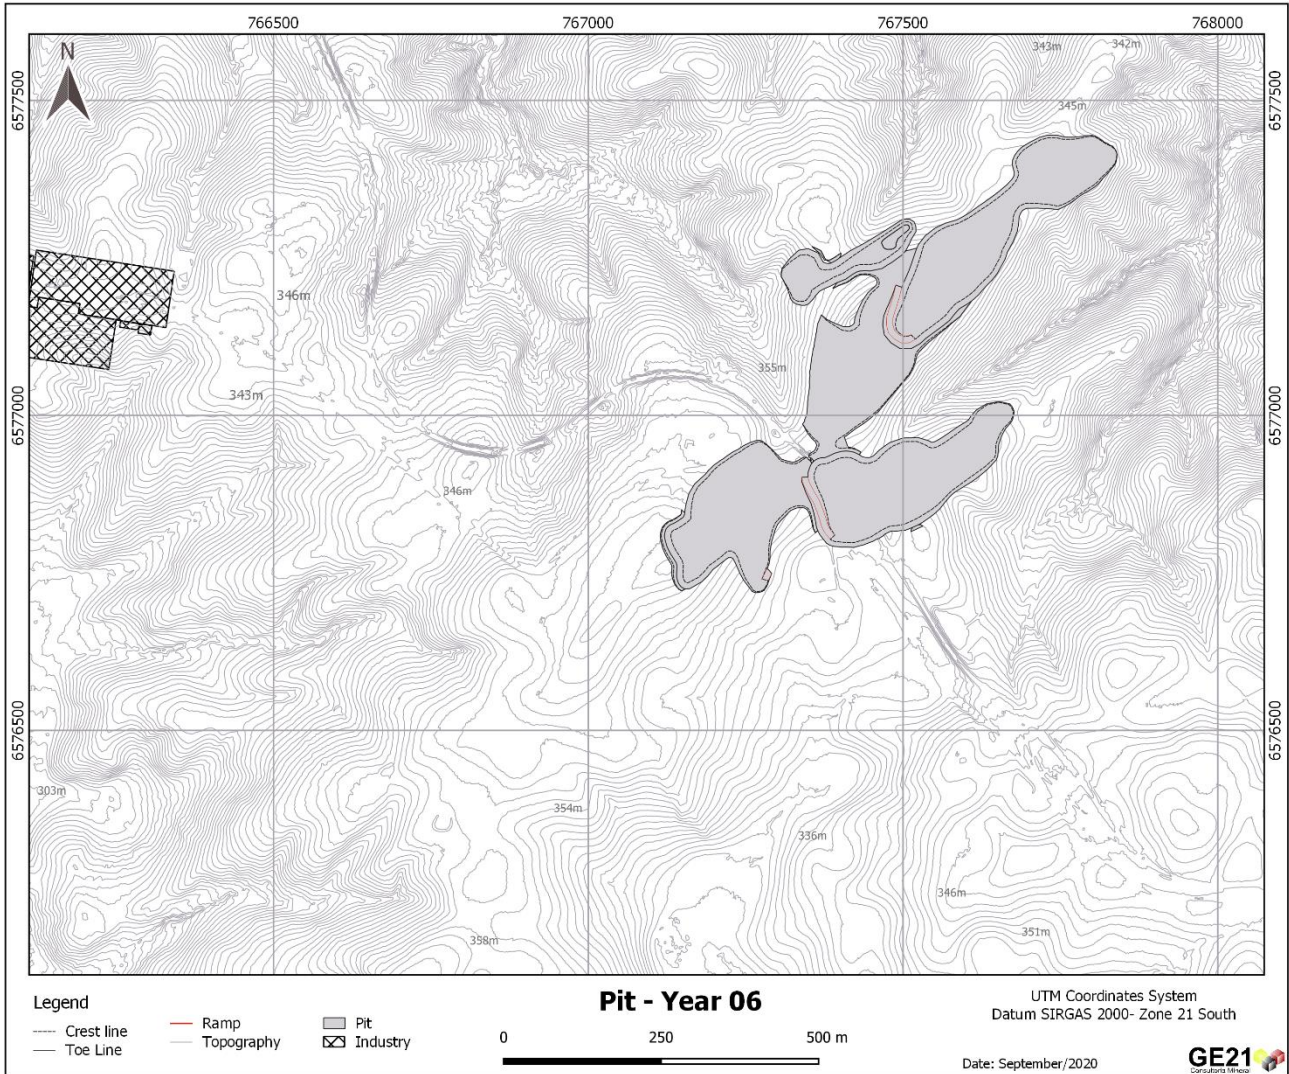 766500 767000 767500 768000
N
343m 342m
6577500 345m 6577500
346m
355m
343m
6577000 6577000
346m
6576500 6576500
303m
354m
336m
346m
351m
358m
Legend
Crest line
Toe Line
Ramp
Topography
Pit
Industry
Pit - Year 06
0 250 500 m
UTM Coordinates System
Datum SIRGAS 2000- Zone 21 South
Date: September/2020
GE21
Consultoria Mineral